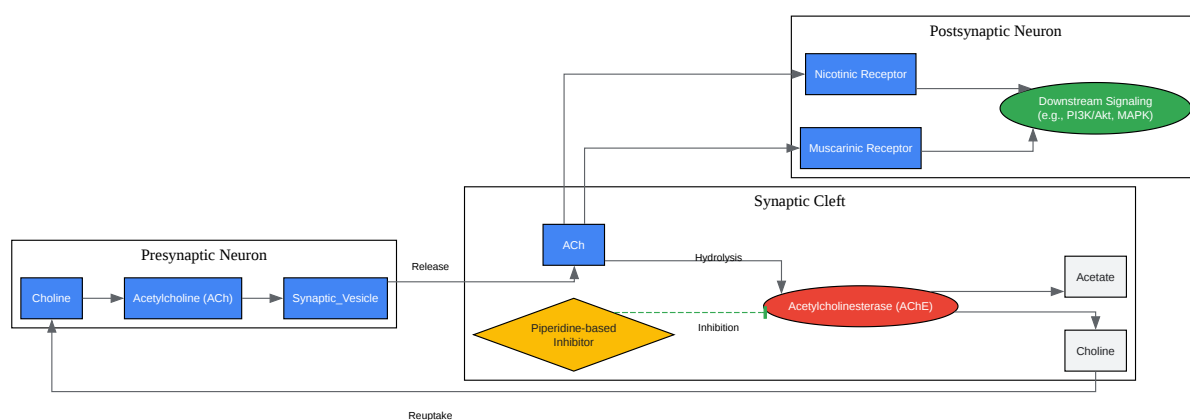 Postsynaptic Neuron
Nicotinic Receptor
Downstream Signaling
(e.g., PI3K/Akt, MAPK)
Muscarinic Receptor
Synaptic Cleft
ACh
Presynaptic Neuron
Release
Hydrolysis
Acetate
Choline
Acetylcholine (ACh)
Synaptic_Vesicle
Acetylcholinesterase (AChE)
Piperidine-based
Inhibitor
Inhibition
Choline
Reuptake